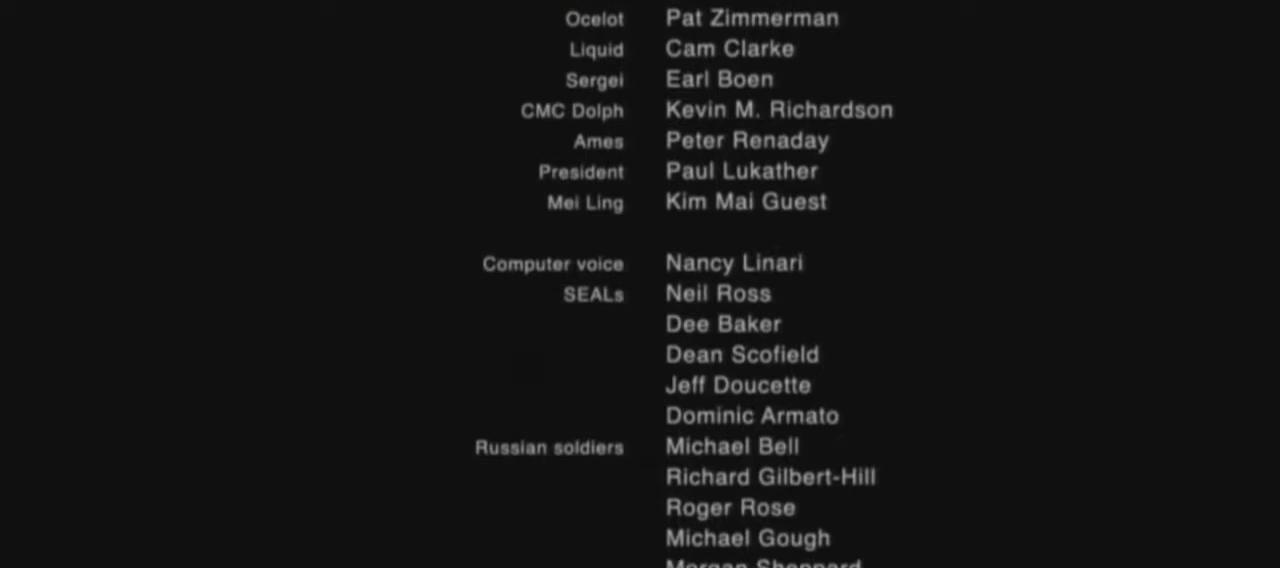 Ocelot Pat Zimmerman
Liquid Cam Clarke
Sergei Earl Boen
CMC Dolph Kevin M. Richardson
Ames Peter Renaday
President Paul Lukather
Mei Ling Kim Mai Guest
Computer voice Nancy Linari
SEALs Neil Ross
Dee Baker
Dean Scofield
Jeff Doucette
Dominic Armato
Russian soldiers Michael Bell
Richard Gilbert-Hill
Roger Rose
Michael Gough
Morgan Sheppard